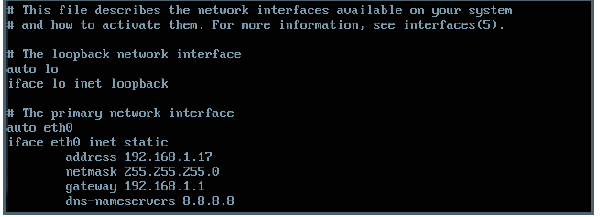 # This file describes the network interfaces available on your system
# and how to activate them. For more information, see interfaces(5).
# The loopback network interface
auto lo
iface lo inet loopback
# The primary network interface
auto eth0
iface eth0 inet static
address 192.168.1.17
netmask 255.255.255.0
gateway 192.168.1.1
dns-nameservers 8.8.8.8